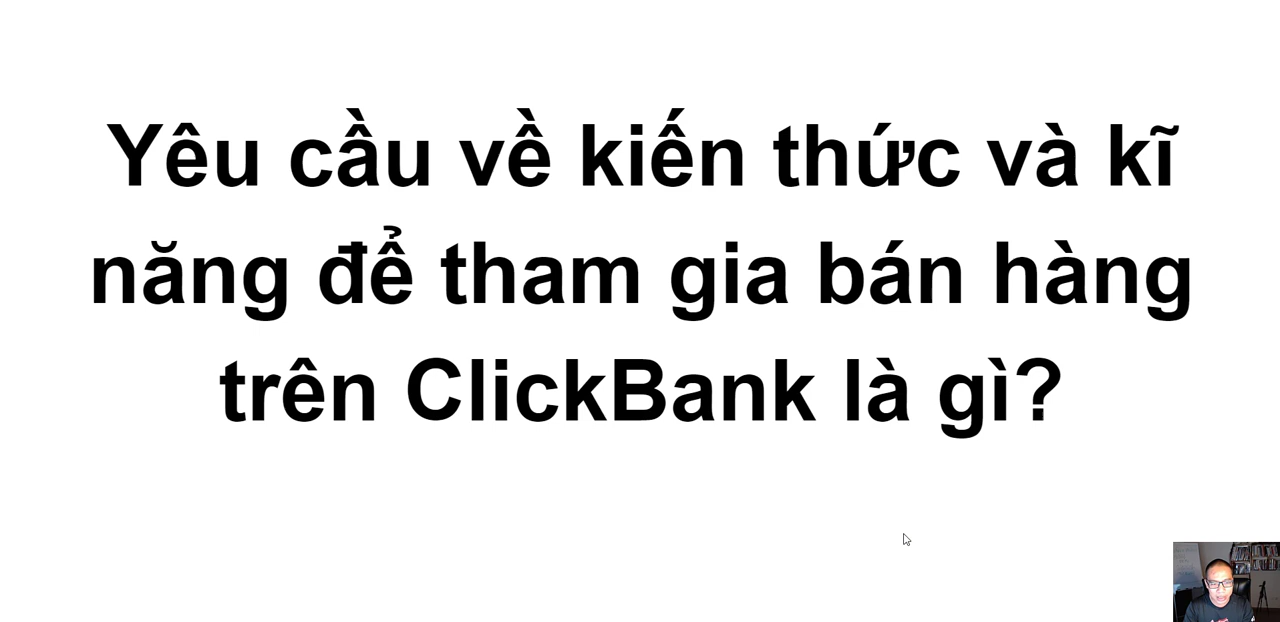 Yêu cầu về kiến thức và kĩ
năng để tham gia bán hàng
trên ClickBank là gì?